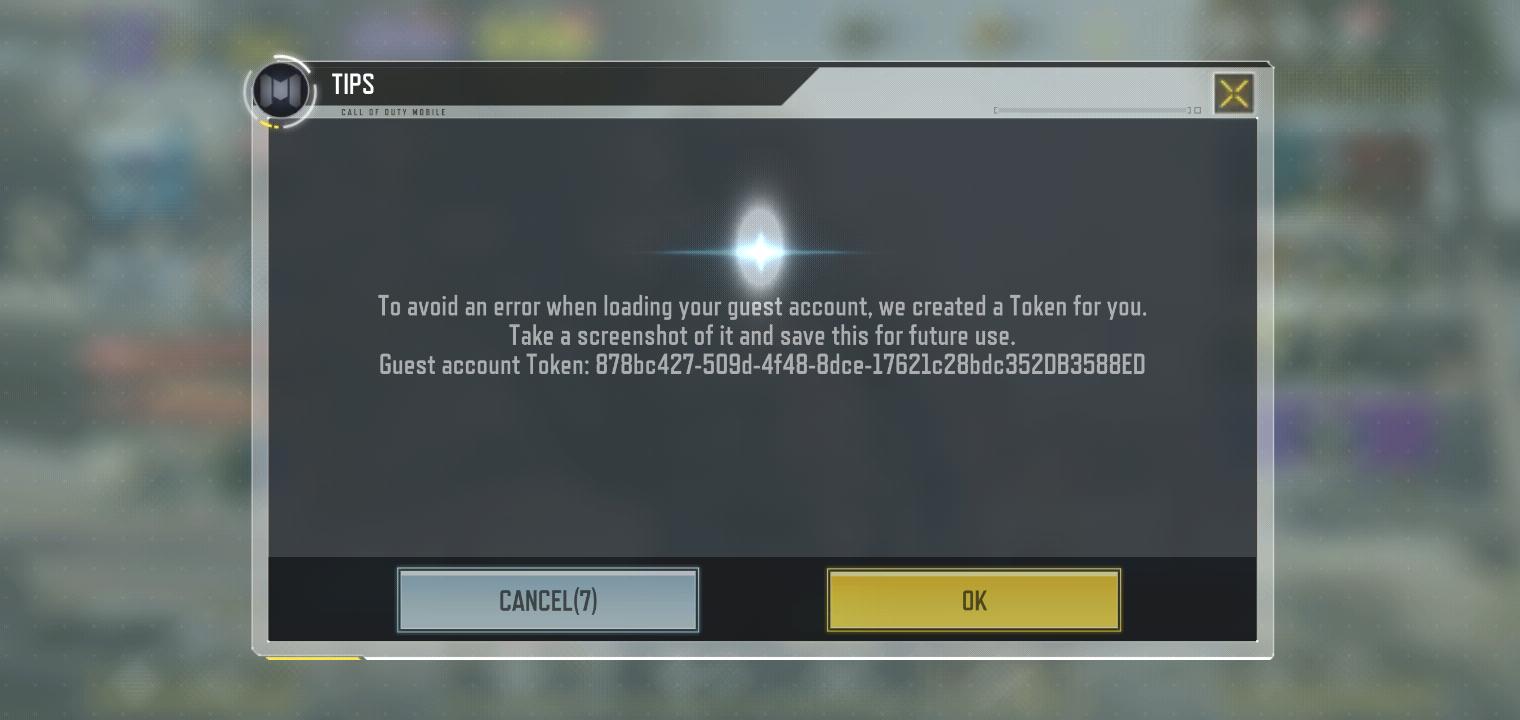 TIPS
CALL OF DUTY MOBILE
To avoid an error when loading your guest account, we created a Token for you.
Take a screenshot of it and save this for future use.
Guest account Token: 878bc427-509d-4f48-8dce-17621c28bdc352DB3588ED
CANCEL(7)
OK